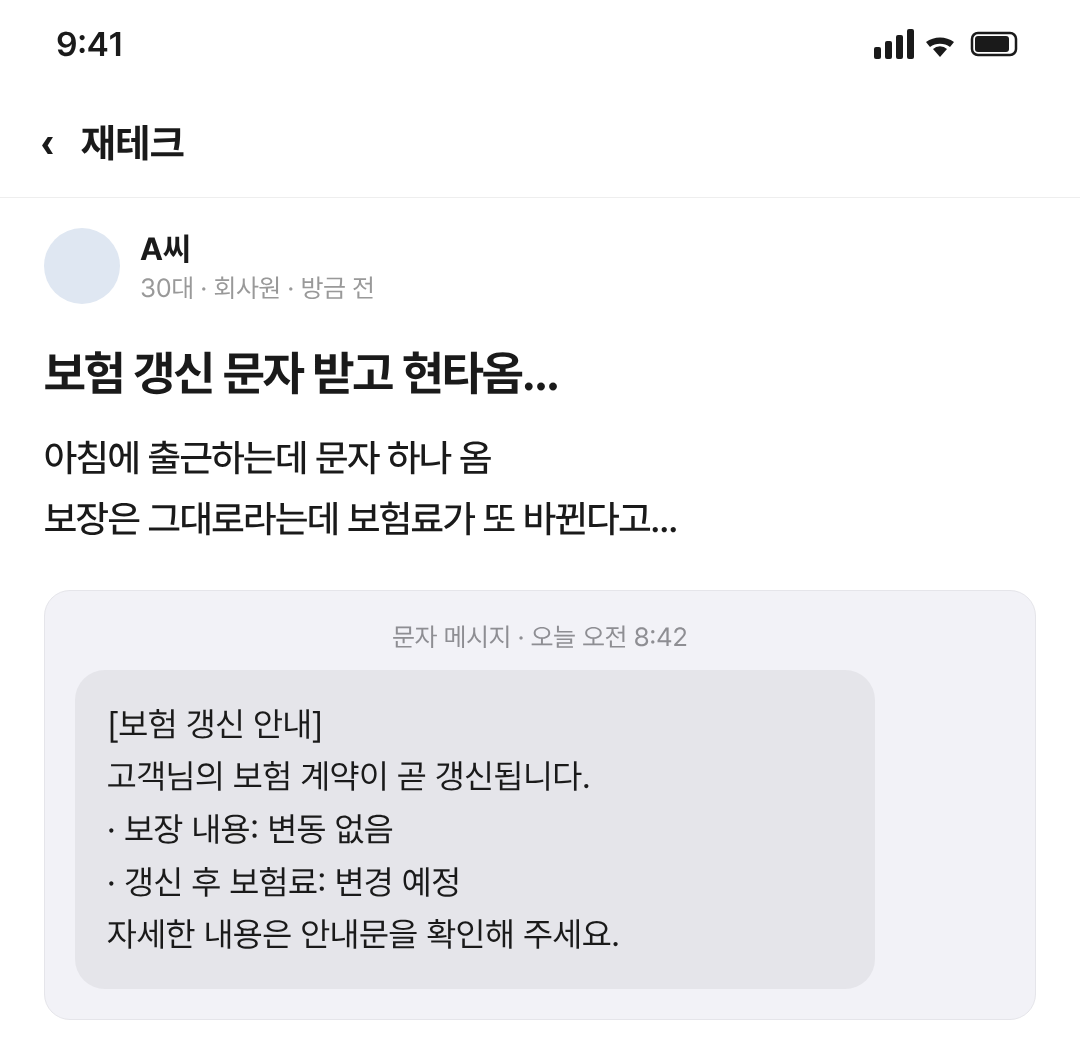 9:41
‹ 재테크
A씨
30대 · 회사원 · 방금 전
보험 갱신 문자 받고 현타옴...
아침에 출근하는데 문자 하나 옴
보장은 그대로라는데 보험료가 또 바뀐다고...
문자 메시지 · 오늘 오전 8:42
[보험 갱신 안내]
고객님의 보험 계약이 곧 갱신됩니다.
· 보장 내용: 변동 없음
· 갱신 후 보험료: 변경 예정
자세한 내용은 안내문을 확인해 주세요.